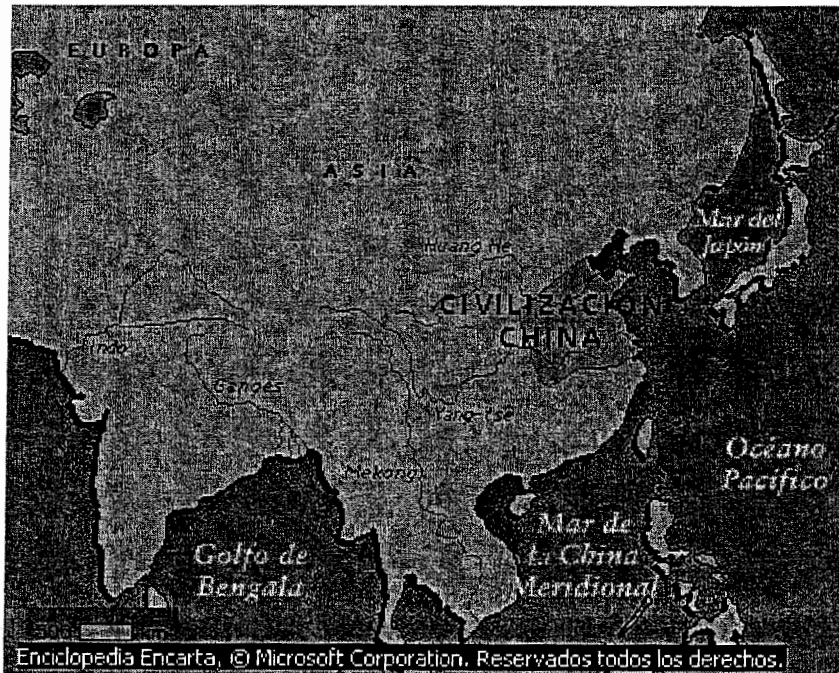 EUROPA
ASIA
Mar del
Japón
Huang He
CIVILIZACIÓN
CHINA
Indo
Ganges
Yang-tse
Mekong
Océano
Pacífico
Golfo de
Bengala
Mar de
la China
Meridional
Enciclopedia Encarta, © Microsoft Corporation. Reservados todos los derechos.